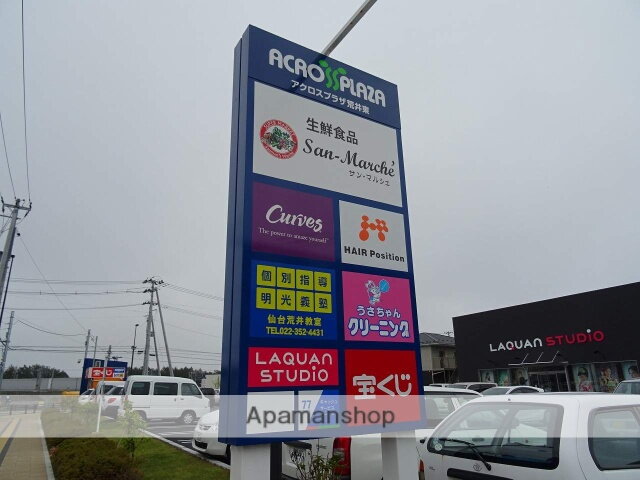 ACROSS PLAZA
アクロスプラザ荒井東
生鮮食品
San-Marché
サン・マルシェ
Curves
The power to amaze yourself
HAIR Position
個別指導
明光義塾
仙台荒井教室
TEL022-352-4431
うさちゃん
クリーニング
LAQUAN
STUDIO
宝くじ
77
Apamanshop
LAQUAN STUDIO